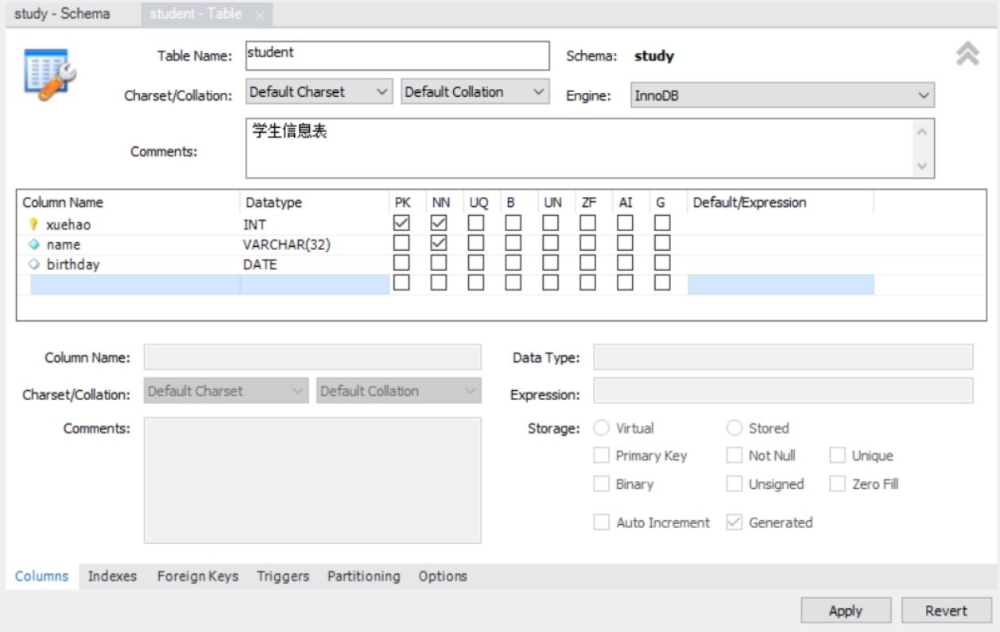 study - Schema student - Table ×
Table Name: student Schema: study
Charset/Collation: Default Charset Default Collation Engine: InnoDB
Comments: 学生信息表
Column Name Datatype PK NN UQ B UN ZF AI G Default/Expression
xuehao INT
name VARCHAR(32)
birthday DATE
Column Name: Data Type:
Charset/Collation: Default Charset Default Collation Expression:
Comments: Storage: Virtual Stored
Primary Key Not Null Unique
Binary Unsigned Zero Fill
Auto Increment Generated
Columns Indexes Foreign Keys Triggers Partitioning Options
Apply Revert